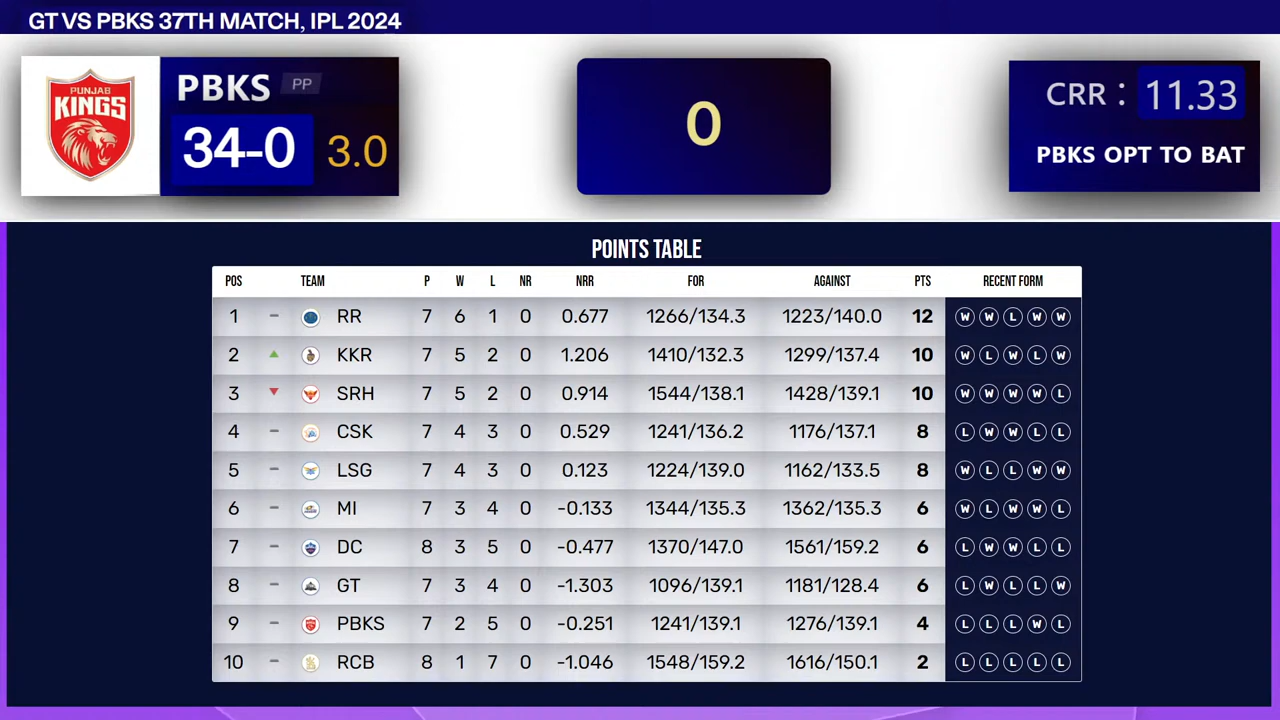 GT VS PBKS 37TH MATCH, IPL 2024
PUNJAB
KINGS
PBKS PP
34-0 3.0
0
CRR : 11.33
PBKS OPT TO BAT
POINTS TABLE
POS TEAM P W L NR NRR FOR AGAINST PTS RECENT FORM
1 RR 7 6 1 0 0.677 1266/134.3 1223/140.0 12 W W L W W
2 KKR 7 5 2 0 1.206 1410/132.3 1299/137.4 10 W L W L W
3 SRH 7 5 2 0 0.914 1544/138.1 1428/139.1 10 W W W W L
4 CSK 7 4 3 0 0.529 1241/136.2 1176/137.1 8 L W W L L
5 LSG 7 4 3 0 0.123 1224/139.0 1162/133.5 8 W L L W W
6 MI 7 3 4 0 -0.133 1344/135.3 1362/135.3 6 W L W W L
7 DC 8 3 5 0 -0.477 1370/147.0 1561/159.2 6 L W W L L
8 GT 7 3 4 0 -1.303 1096/139.1 1181/128.4 6 L W L L W
9 PBKS 7 2 5 0 -0.251 1241/139.1 1276/139.1 4 L L L W L
10 RCB 8 1 7 0 -1.046 1548/159.2 1616/150.1 2 L L L L L